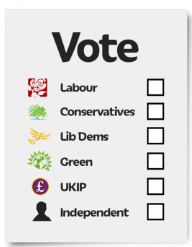 Vote
Labour
Conservatives
Lib Dems
Green
UKIP
£
Independent